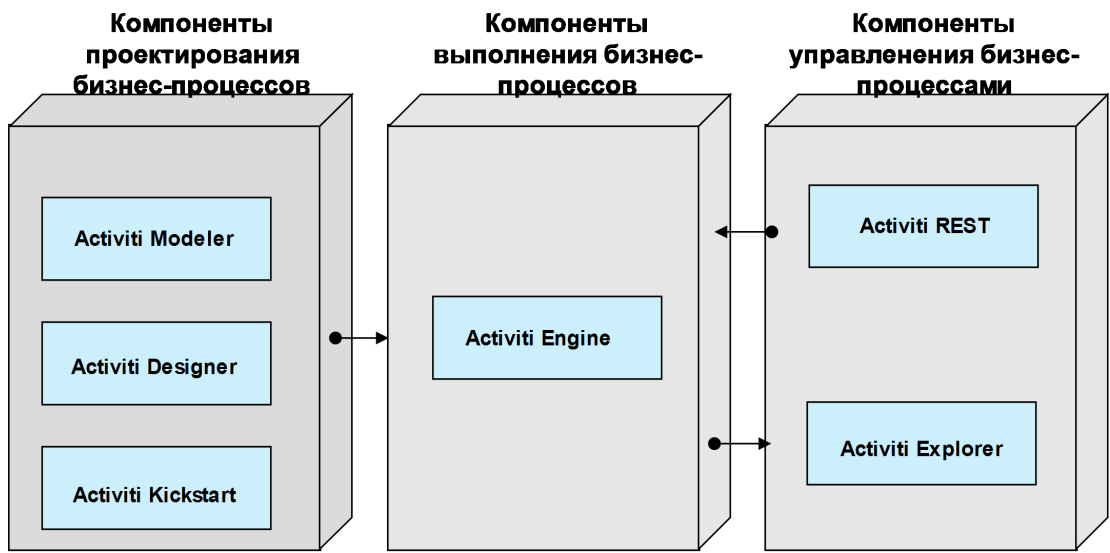 Компоненты
проектирования
бизнес-процессов
Activiti Modeler
Activiti Designer
Activiti Kickstart
Компоненты
выполнения бизнес-
процессов
Activiti Engine
Компоненты
управленения бизнес-
процессами
Activiti REST
Activiti Explorer